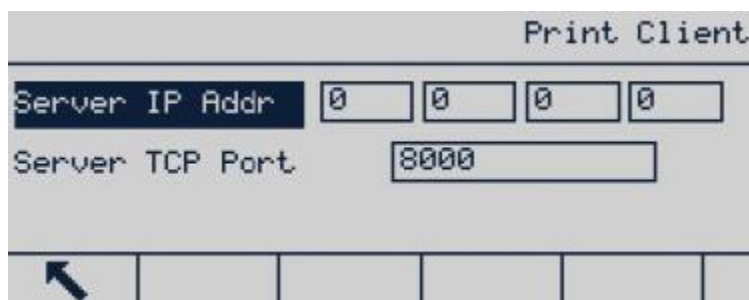 Print Client
Server IP Addr 0 0 0 0
Server TCP Port 8000